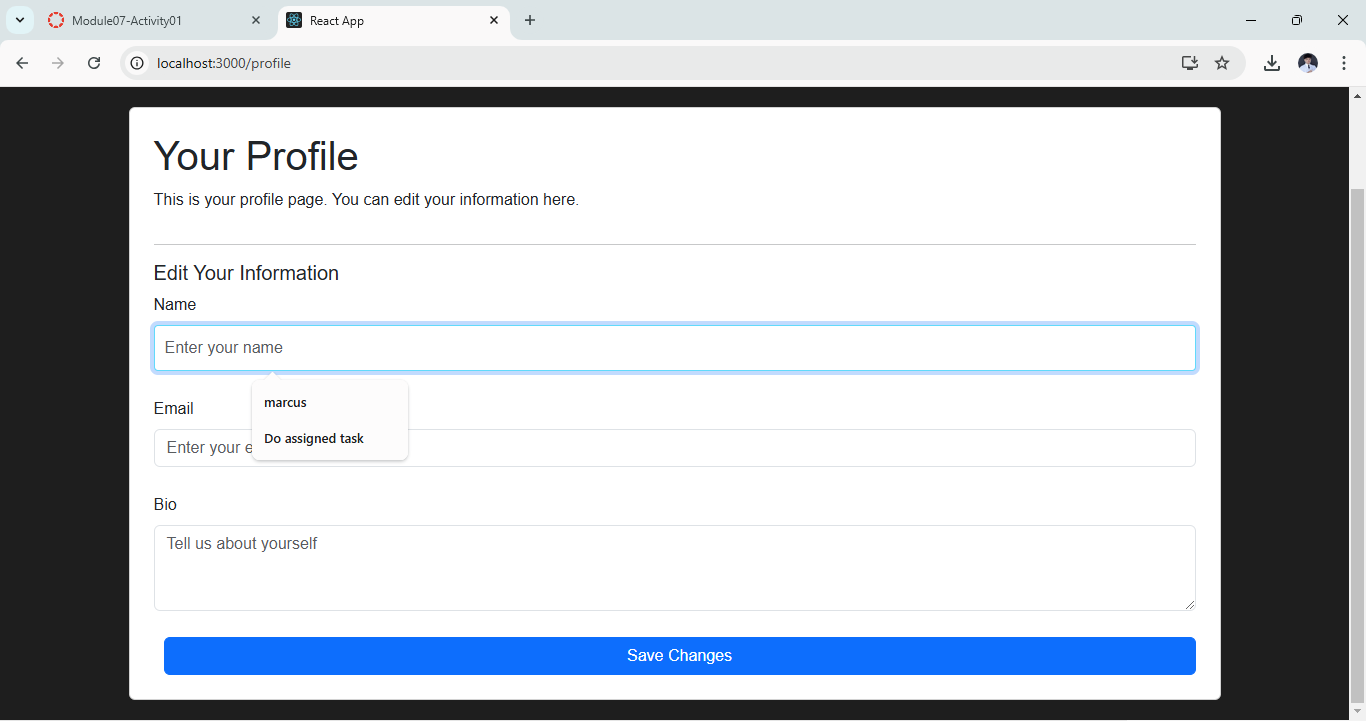 Module07-Activity01
React App
localhost:3000/profile
Your Profile
This is your profile page. You can edit your information here.
Edit Your Information
Name
Enter your name
marcus
Do assigned task
Email
Enter your e
Bio
Tell us about yourself
Save Changes